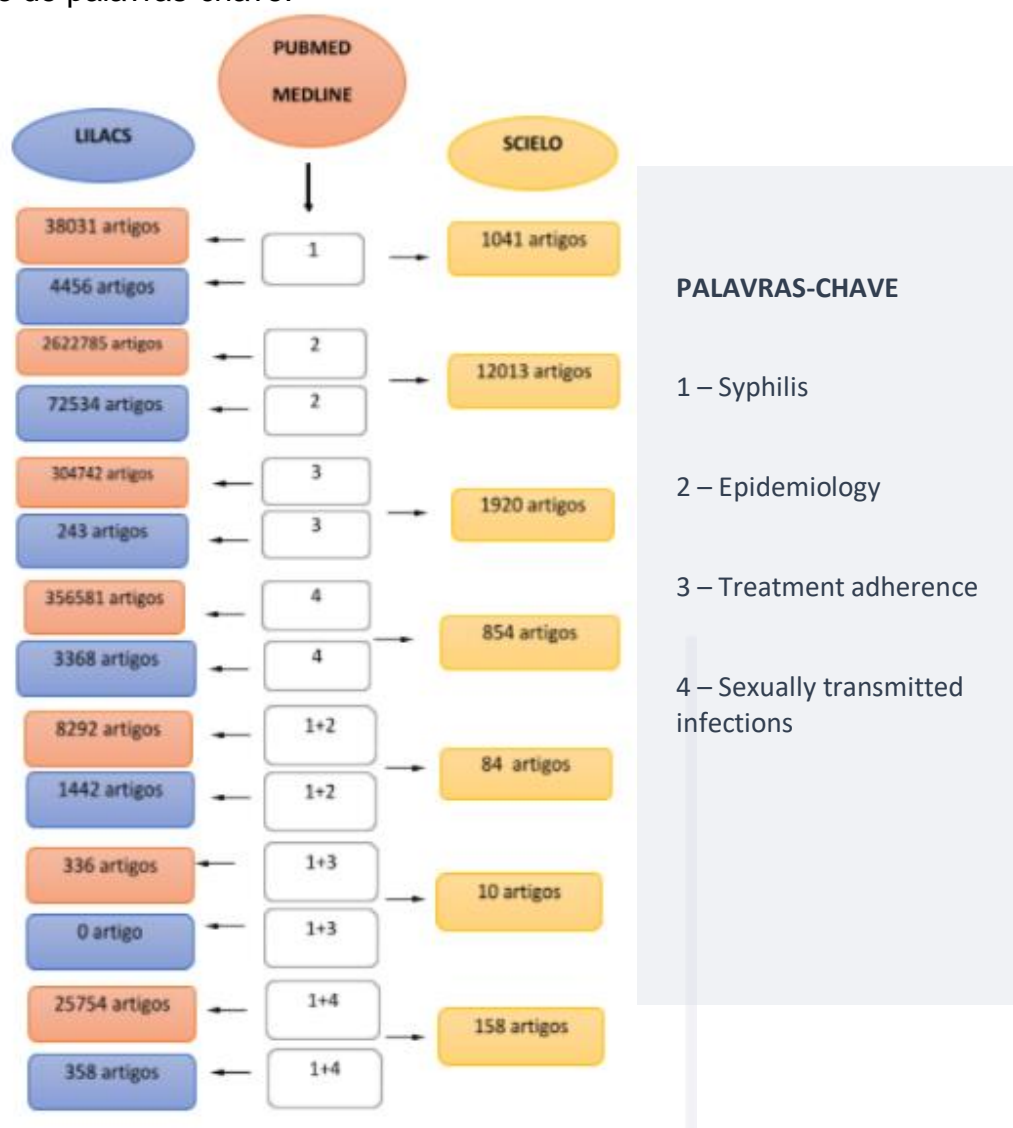 PUBMED
MEDLINE
LILACS
SCIELO
38031 artigos
1
1041 artigos
4456 artigos
2622785 artigos
2
12013 artigos
72534 artigos
2
304742 artigos
3
1920 artigos
243 artigos
3
356581 artigos
4
854 artigos
3368 artigos
4
8292 artigos
1+2
84 artigos
1442 artigos
1+2
336 artigos
1+3
10 artigos
0 artigo
1+3
25754 artigos
1+4
158 artigos
358 artigos
1+4
PALAVRAS-CHAVE
1 – Syphilis
2 – Epidemiology
3 – Treatment adherence
4 – Sexually transmitted
infections